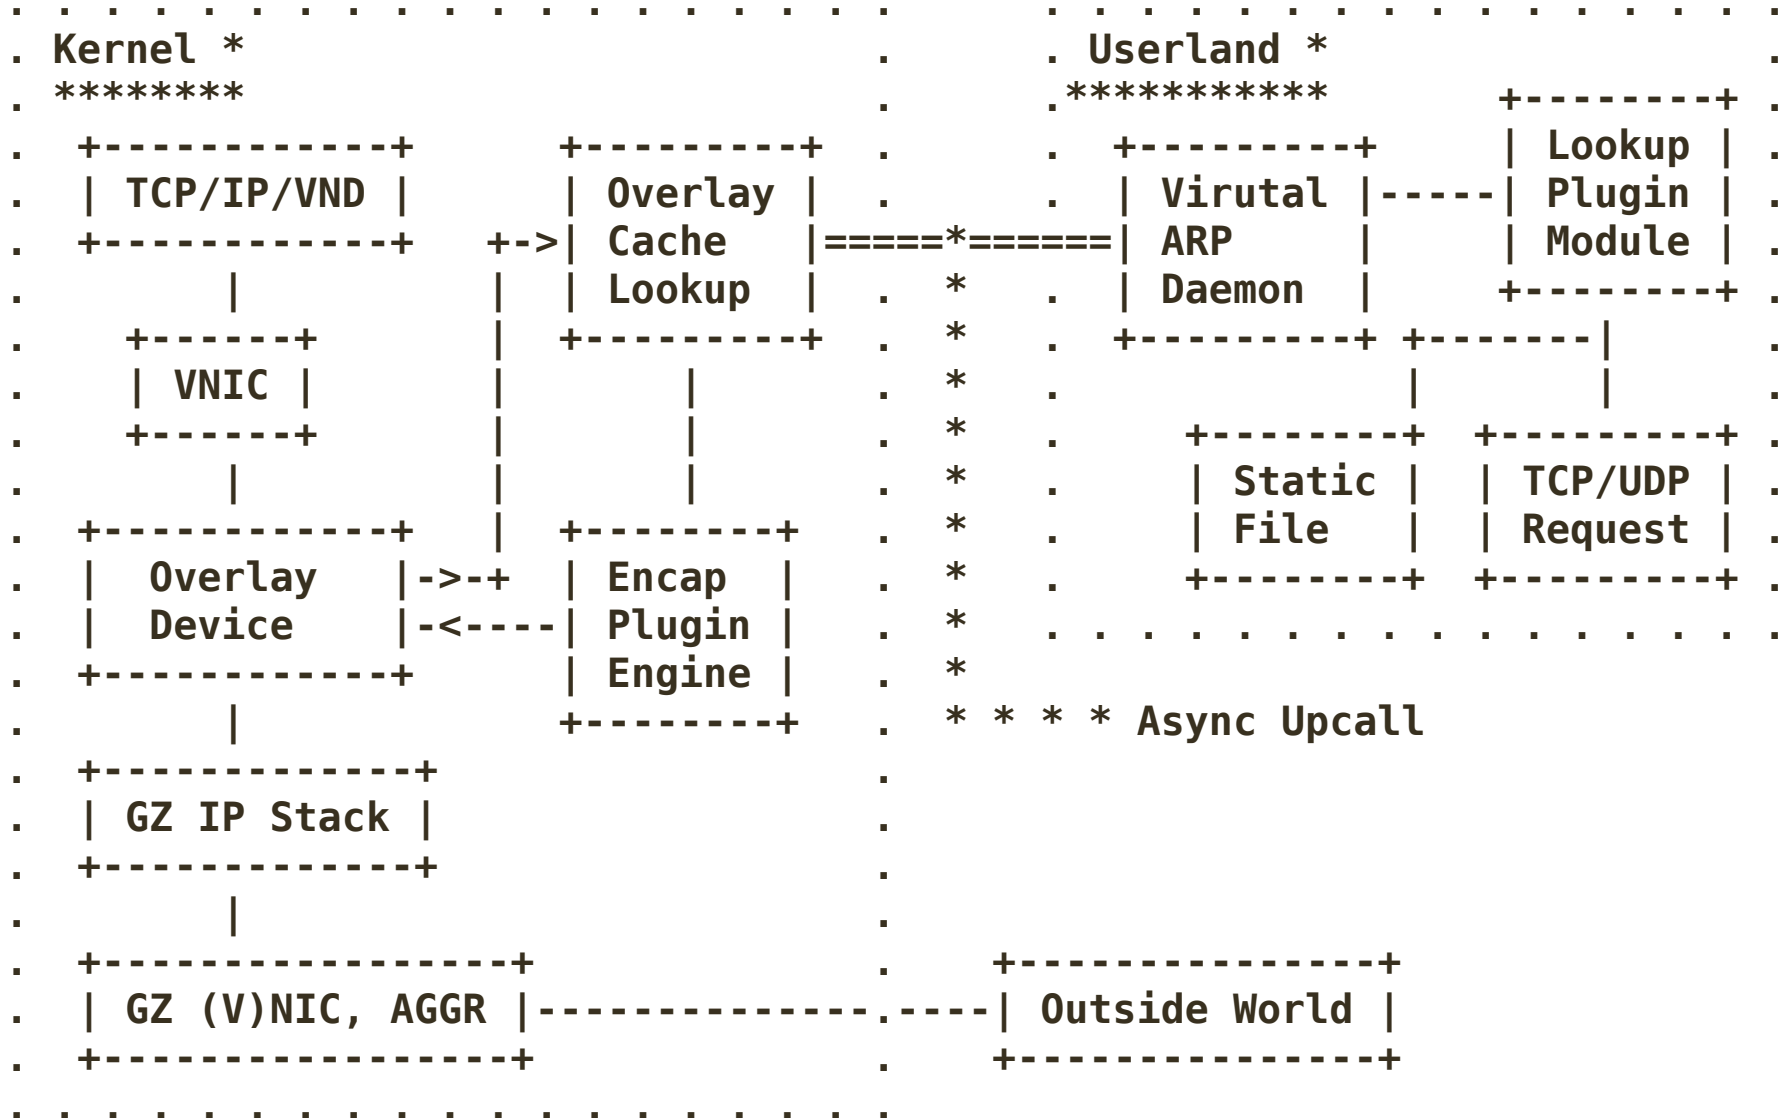 Kernel *
********
Userland *
***********
TCP/IP/VND
Overlay
Cache
Lookup
Virutal
ARP
Daemon
Lookup
Plugin
Module
VNIC
Static
File
TCP/UDP
Request
Overlay
Device
Encap
Plugin
Engine
* * * * Async Upcall
GZ IP Stack
GZ (V)NIC, AGGR
Outside World